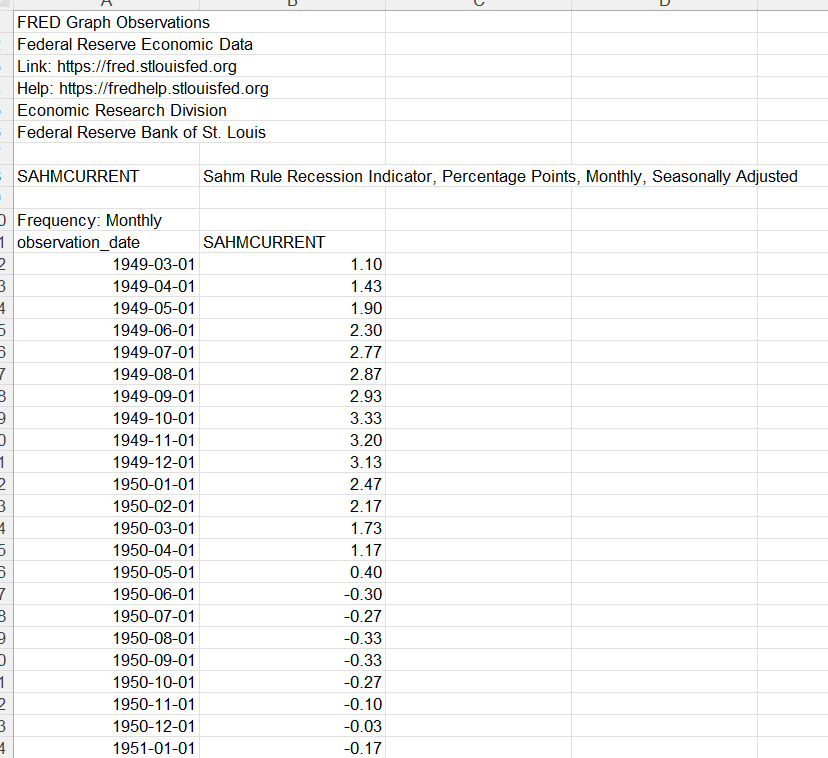 A B C D
FRED Graph Observations
Federal Reserve Economic Data
Link: https://fred.stlouisfed.org
Help: https://fredhelp.stlouisfed.org
Economic Research Division
Federal Reserve Bank of St. Louis
SAHMCURRENT Sahm Rule Recession Indicator, Percentage Points, Monthly, Seasonally Adjusted
Frequency: Monthly
observation_date SAHMCURRENT
1949-03-01 1.10
1949-04-01 1.43
1949-05-01 1.90
1949-06-01 2.30
1949-07-01 2.77
1949-08-01 2.87
1949-09-01 2.93
1949-10-01 3.33
1949-11-01 3.20
1949-12-01 3.13
1950-01-01 2.47
1950-02-01 2.17
1950-03-01 1.73
1950-04-01 1.17
1950-05-01 0.40
1950-06-01 -0.30
1950-07-01 -0.27
1950-08-01 -0.33
1950-09-01 -0.33
1950-10-01 -0.27
1950-11-01 -0.10
1950-12-01 -0.03
1951-01-01 -0.17